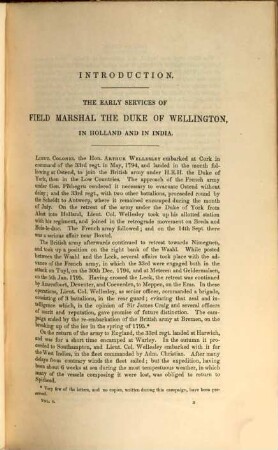 INTRODUCTION.
THE EARLY SERVICES OF
FIELD MARSHAL THE DUKE OF WELLINGTON,
IN HOLLAND AND IN INDIA.
LIEUT. COLONEL the Hon. ARTHUR WELLESLEY embarked at Cork in
command of the 33rd regt. in May, 1794, and landed in the month fol-
lowing at Ostend, to join the British army under H.R.H. the Duke of
York, then in the Low Countries. The approach of the French army
under Gen. Pichegru rendered it necessary to evacuate Ostend without
delay; and the 33rd regt., with two other battalions, proceeded round by
the Scheldt to Antwerp, where it remained encamped during the month
of July. On the retreat of the army under the Duke of York from
Alost into Holland, Lieut. Col. Wellesley took up his allotted station
with his regiment, and joined in the retrograde movement on Breda and
Bois-le-duc. The French army followed; and on the 14th Sept. there
was a serious affair near Boxtel.
The British army afterwards continued to retreat towards Nimeguen,
and took up a position on the right bank of the Waahl. While posted
between the Waahl and the Leck, several affairs took place with the ad-
vance of the French army, in which the 33rd were engaged both in the
attack on Tuyl, on the 30th Dec. 1794, and at Meteren and Geldermalsen,
on the 5th Jan. 1795. Having crossed the Leck, the retreat was continued
by Amersfoort, Deventer, and Coevorden, to Meppen, on the Ems. In these
operations, Lieut. Col. Wellesley, as senior officer, commanded a brigade,
consisting of 3 battalions, in the rear guard; evincing that zeal and in-
telligence which, in the opinion of Sir James Craig and several officers
of merit and reputation, gave promise of future distinction. The cam-
paign ended by the re-embarkation of the British army at Bremen, on the
breaking up of the ice in the spring of 1795.*
On the return of the army to England, the 33rd regt. landed at Harwich,
and was for a short time encamped at Warley. In the autumn it pro-
ceeded to Southampton, and Lieut. Col. Wellesley embarked with it for
the West Indies, in the fleet commanded by Adm. Christian. After many
delays from contrary winds the fleet sailed; but the expedition, having
been about 6 weeks at sea during the most tempestuous weather, in which
many of the vessels composing it were lost, was obliged to return to
Spithead.
* Very few of the letters, and no copies, written during this campaign, have been pre-
served.
VOL. I.